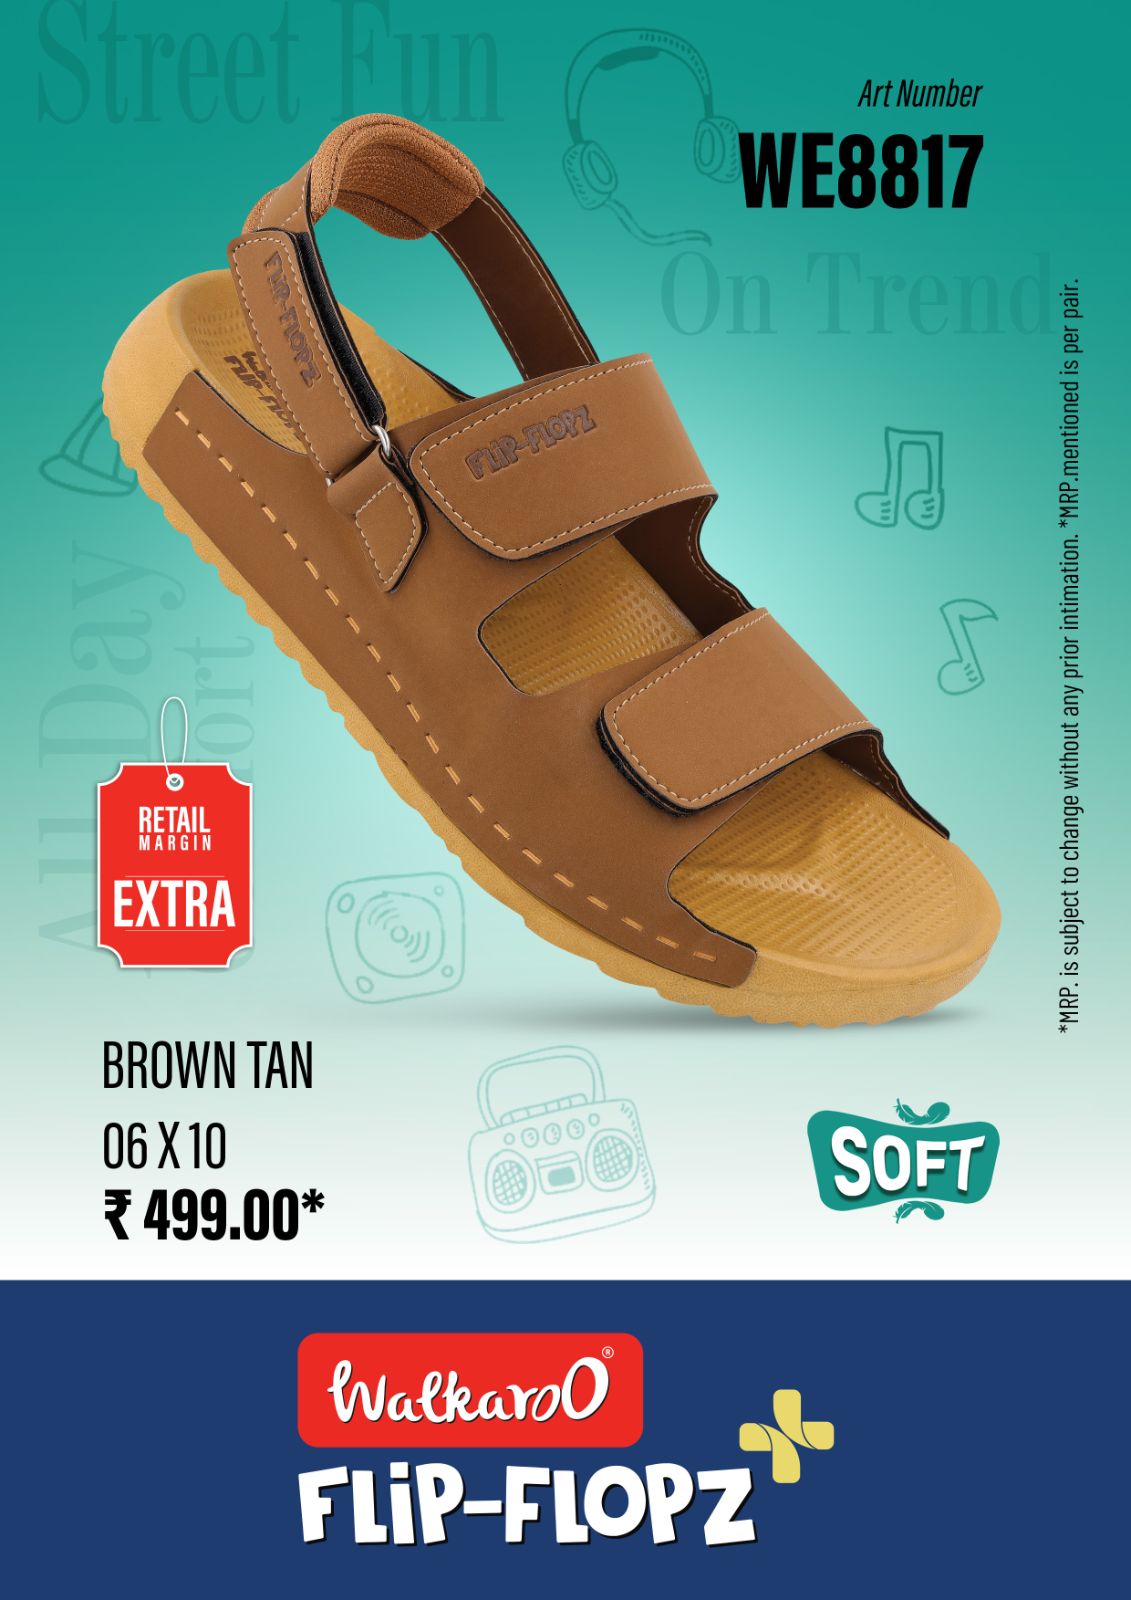 Street Fun
Art Number
WE8817
On Trend
FLIP-FLOPZ
FLIP-FLOPZ
All Day
RETAIL
MARGIN
EXTRA
*MRP. is subject to change without any prior intimation. *MRP.mentioned is per pair.
BROWN TAN
06 X 10
₹ 499.00*
SOFT
Walkaroo®
FLiP-FLOPZ